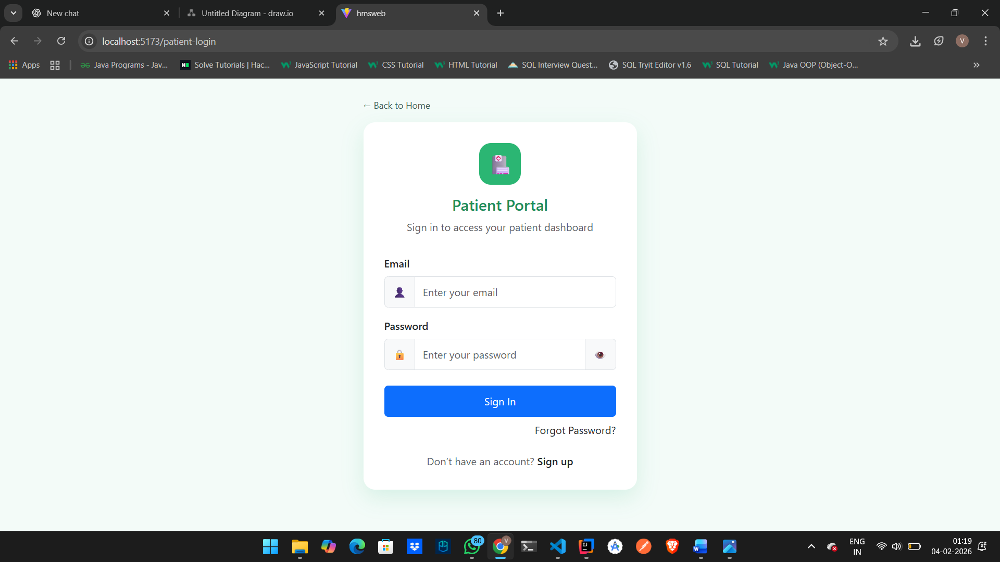 New chat
Untitled Diagram - draw.io
hmsweb
localhost:5173/patient-login
V
Apps
Java Programs - Jav...
Solve Tutorials | Hac...
JavaScript Tutorial
CSS Tutorial
HTML Tutorial
SQL Interview Quest...
SQL Tryit Editor v1.6
SQL Tutorial
Java OOP (Object-O...
← Back to Home
Patient Portal
Sign in to access your patient dashboard
Email
Enter your email
Password
Enter your password
Sign In
Forgot Password?
Don't have an account? Sign up
80
V
ENG
IN
01:19
04-02-2026